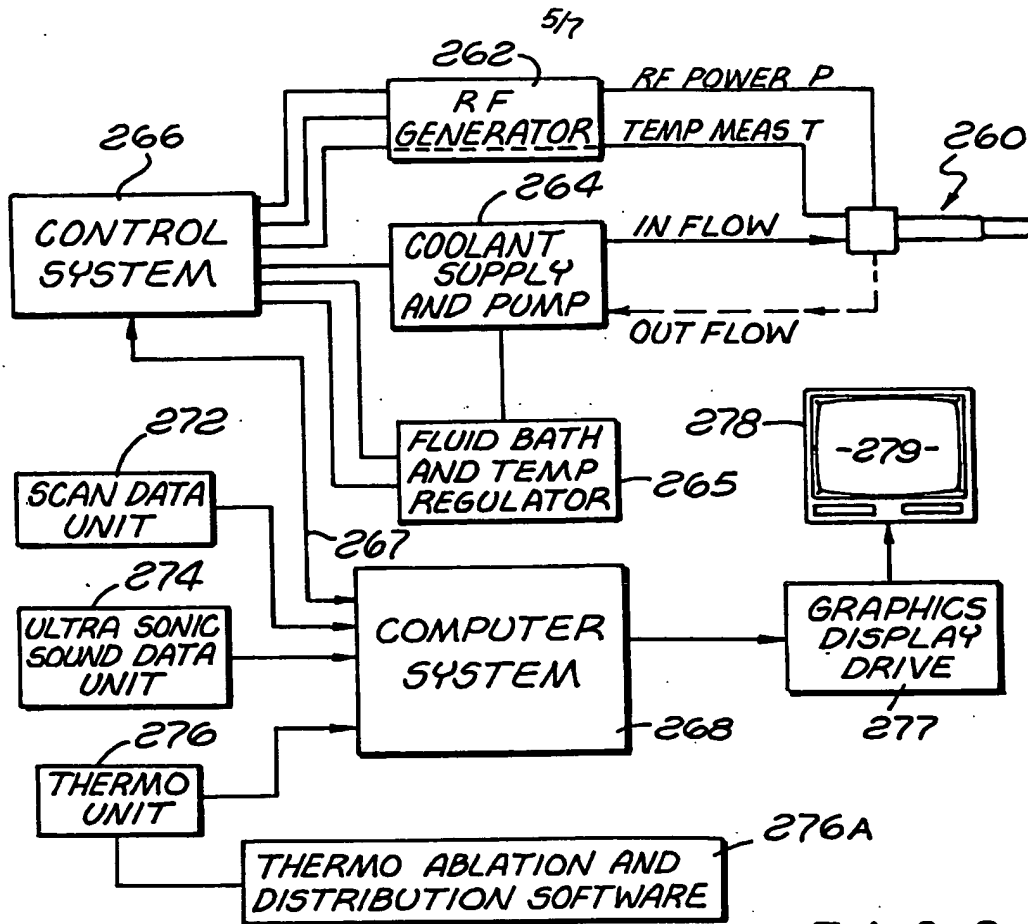 5/7
262
RF
GENERATOR
RF POWER P
TEMP MEAS T
260
266
CONTROL
SYSTEM
264
COOLANT
SUPPLY
AND PUMP
IN FLOW
OUT FLOW
FLUID BATH
AND TEMP
REGULATOR
265
278
-279-
272
SCAN DATA
UNIT
267
274
ULTRA SONIC
SOUND DATA
UNIT
COMPUTER
SYSTEM
268
GRAPHICS
DISPLAY
DRIVE
277
276
THERMO
UNIT
276A
THERMO ABLATION AND
DISTRIBUTION SOFTWARE